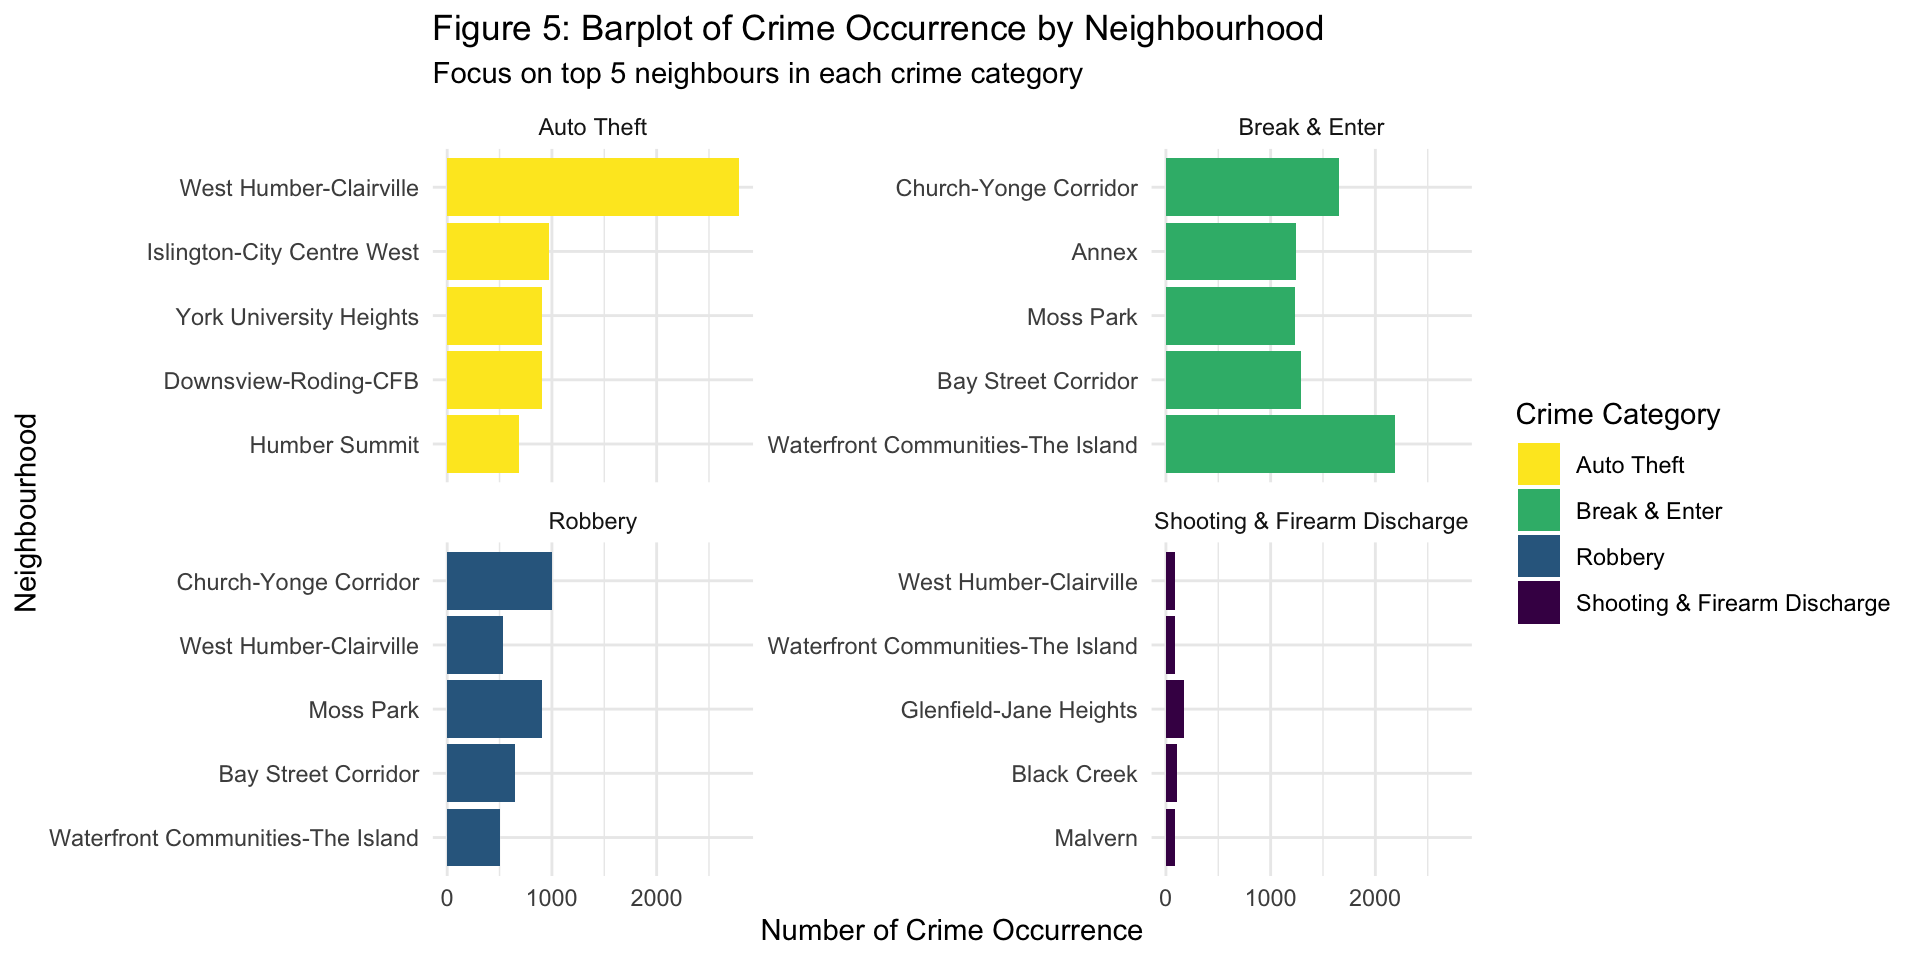 Figure 5: Barplot of Crime Occurrence by Neighbourhood
Focus on top 5 neighbours in each crime category
Auto Theft
West Humber-Clairville
Islington-City Centre West
York University Heights
Downsview-Roding-CFB
Humber Summit
Break & Enter
Church-Yonge Corridor
Annex
Moss Park
Bay Street Corridor
Waterfront Communities-The Island
Robbery
Church-Yonge Corridor
West Humber-Clairville
Moss Park
Bay Street Corridor
Waterfront Communities-The Island
0 1000 2000
Shooting & Firearm Discharge
West Humber-Clairville
Waterfront Communities-The Island
Glenfield-Jane Heights
Black Creek
Malvern
0 1000 2000
Number of Crime Occurrence
Neighbourhood
Crime Category
Auto Theft
Break & Enter
Robbery
Shooting & Firearm Discharge